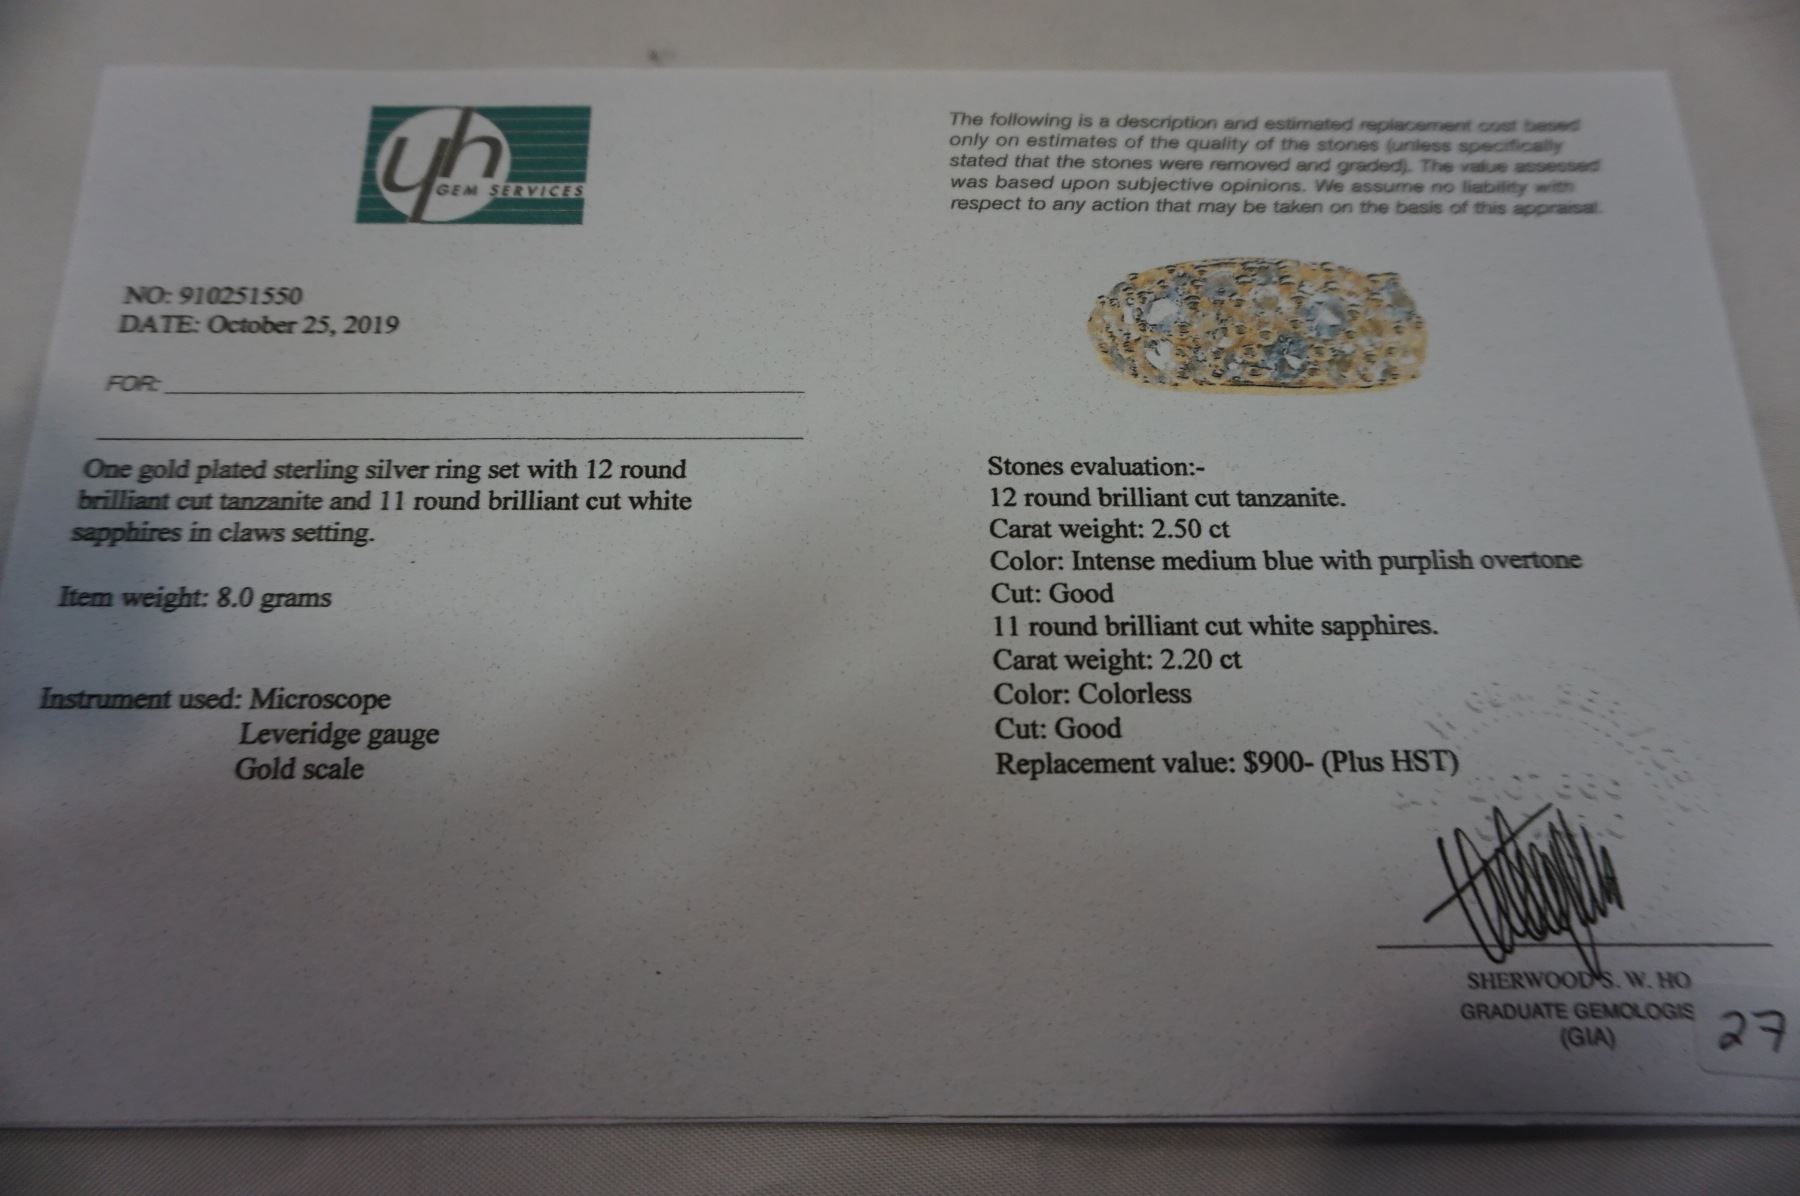 yh
GEM SERVICES
NO: 910251550
DATE: October 25, 2019
FOR:
One gold plated sterling silver ring set with 12 round
brilliant cut tanzanite and 11 round brilliant cut white
sapphires in claws setting.
Item weight: 8.0 grams
Instrument used: Microscope
Leveridge gauge
Gold scale
The following is a description and estimated replacement cost based
only on estimates of the quality of the stones (unless specifically
stated that the stones were removed and graded). The value assessed
was based upon subjective opinions. We assume no liability with
respect to any action that may be taken on the basis of this appraisal.
Stones evaluation:-
12 round brilliant cut tanzanite.
Carat weight: 2.50 ct
Color: Intense medium blue with purplish overtone
Cut: Good
11 round brilliant cut white sapphires.
Carat weight: 2.20 ct
Color: Colorless
Cut: Good
Replacement value: $900- (Plus HST)
SHERWOOD S. W. HO
GRADUATE GEMOLOGIS
(GIA)
27